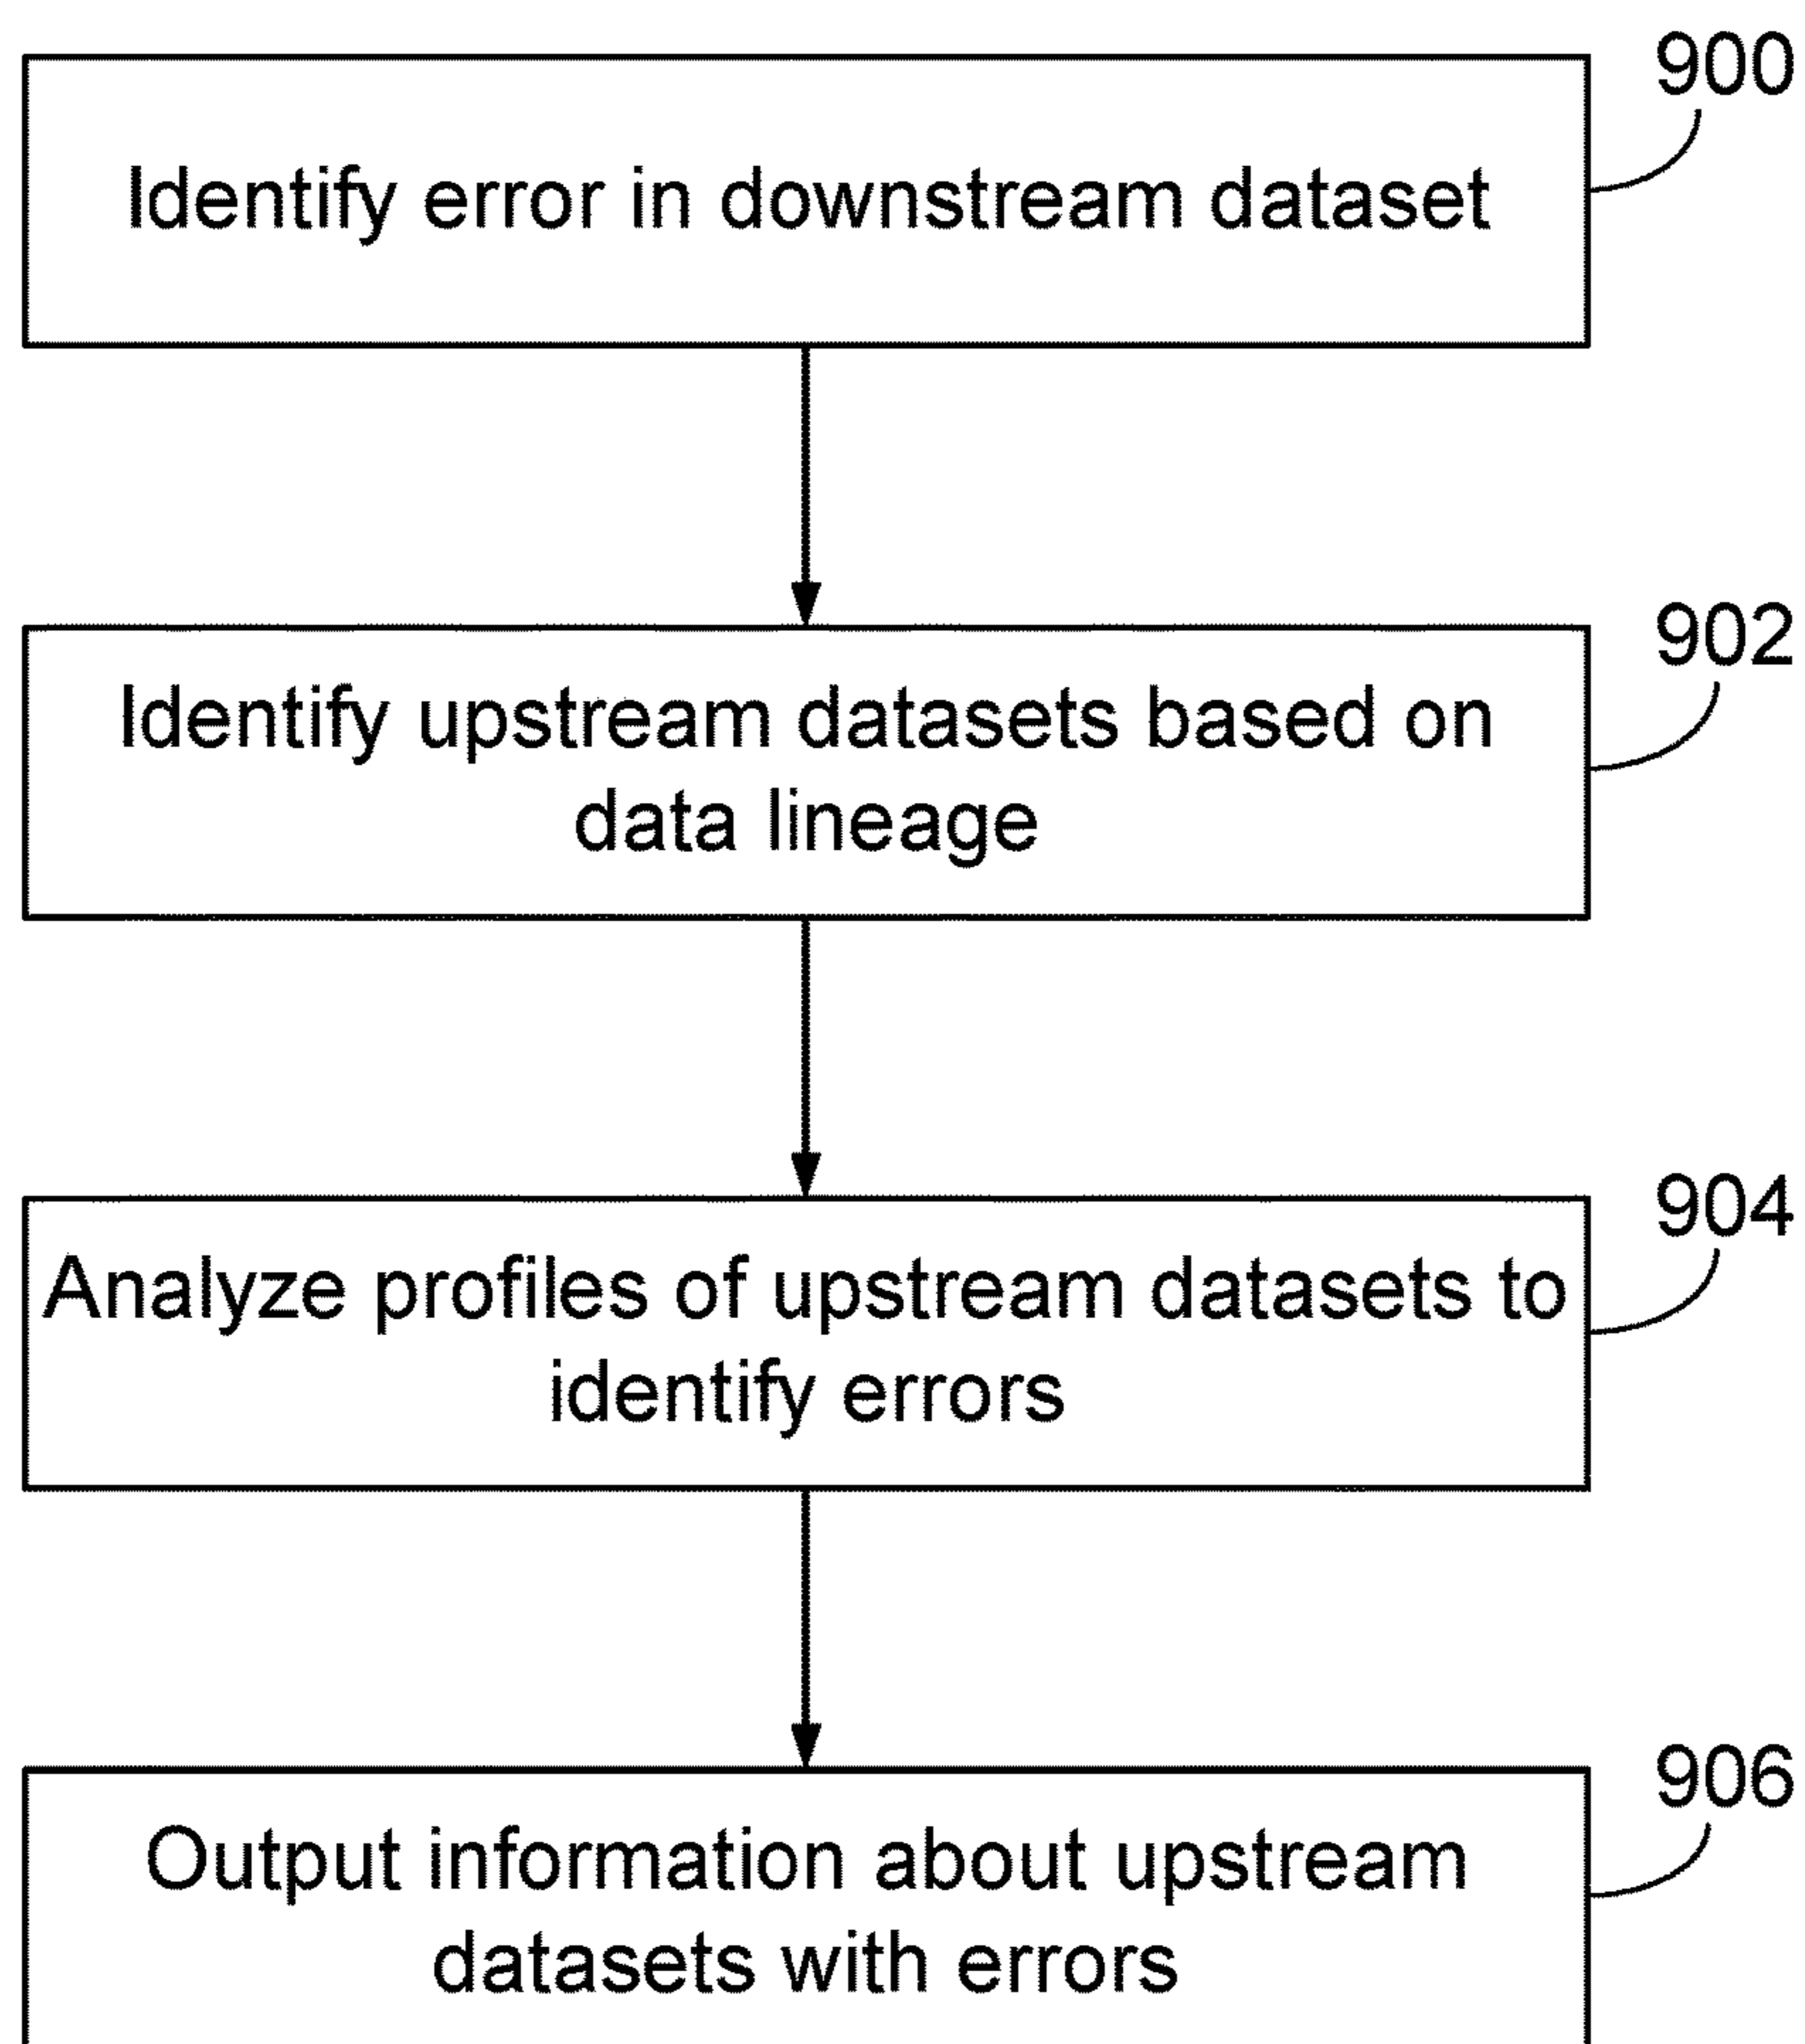 900
Identify error in downstream dataset
902
Identify upstream datasets based on
data lineage
904
Analyze profiles of upstream datasets to
identify errors
906
Output information about upstream
datasets with errors